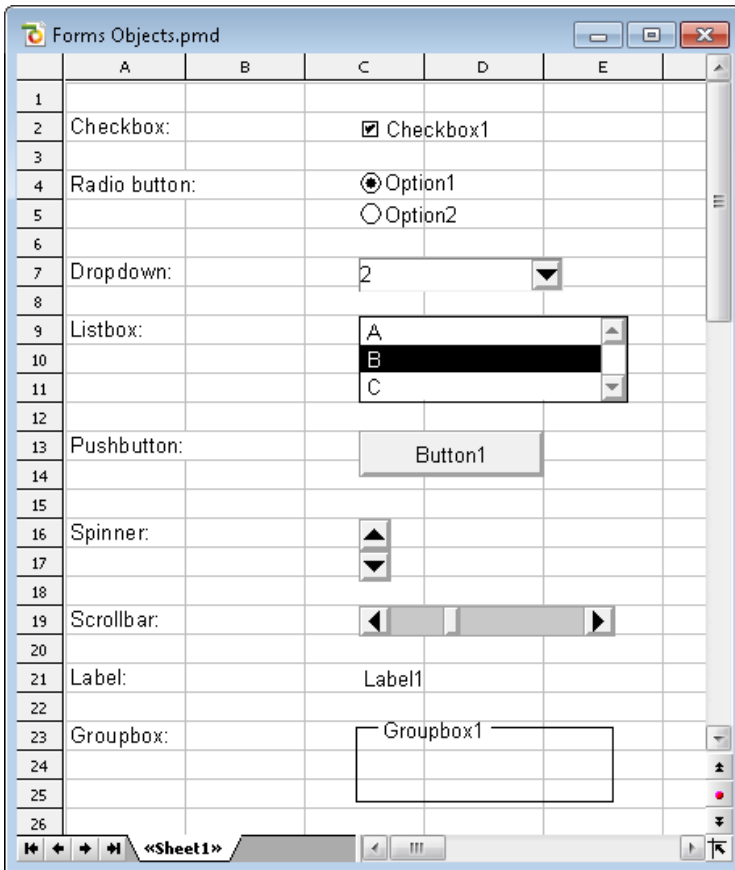 Forms Objects.pmd
A B C D E
1
2 Checkbox: Checkbox1
3
4 Radio button: Option1
5 Option2
6
7 Dropdown: 2
8
9 Listbox: A
10 B
11 C
12
13 Pushbutton: Button1
14
15
16 Spinner:
17
18
19 Scrollbar:
20
21 Label: Label1
22
23 Groupbox: Groupbox1
24
25
26
«Sheet1»